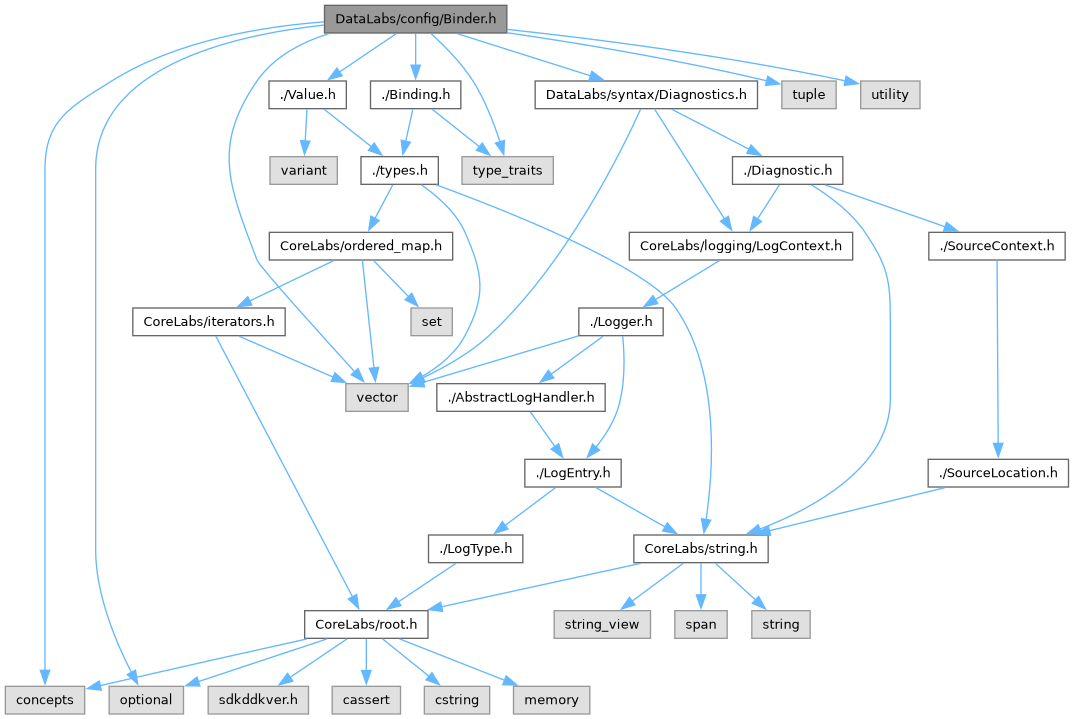 DataLabs/config/Binder.h
./Value.h
./Binding.h
DataLabs/syntax/Diagnostics.h
tuple
utility
variant
./types.h
type_traits
./Diagnostic.h
CoreLabs/ordered_map.h
CoreLabs/logging/LogContext.h
./SourceContext.h
CoreLabs/iterators.h
set
./Logger.h
vector
./AbstractLogHandler.h
./LogEntry.h
./SourceLocation.h
./LogType.h
CoreLabs/string.h
CoreLabs/root.h
string_view
span
string
concepts
optional
sdkddkver.h
cassert
cstring
memory